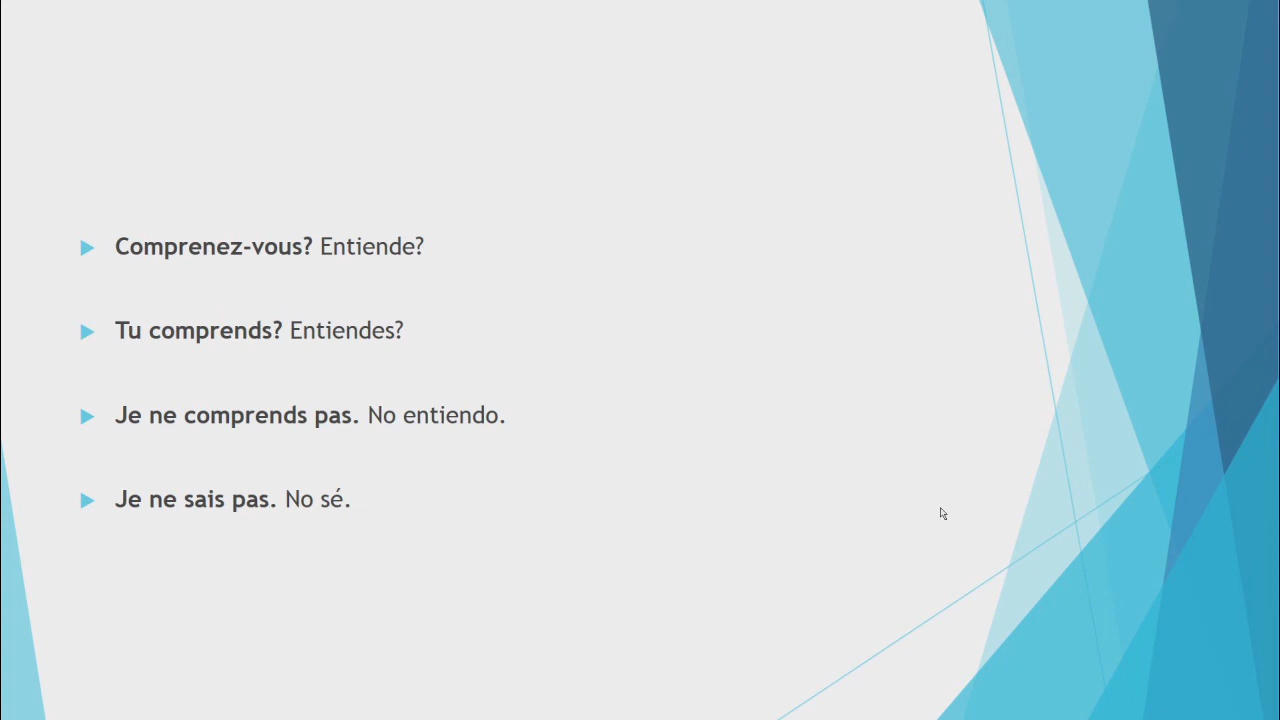 Comprenez-vous? Entiende?
Tu comprends? Entiendes?
Je ne comprends pas. No entiendo.
Je ne sais pas. No sé.